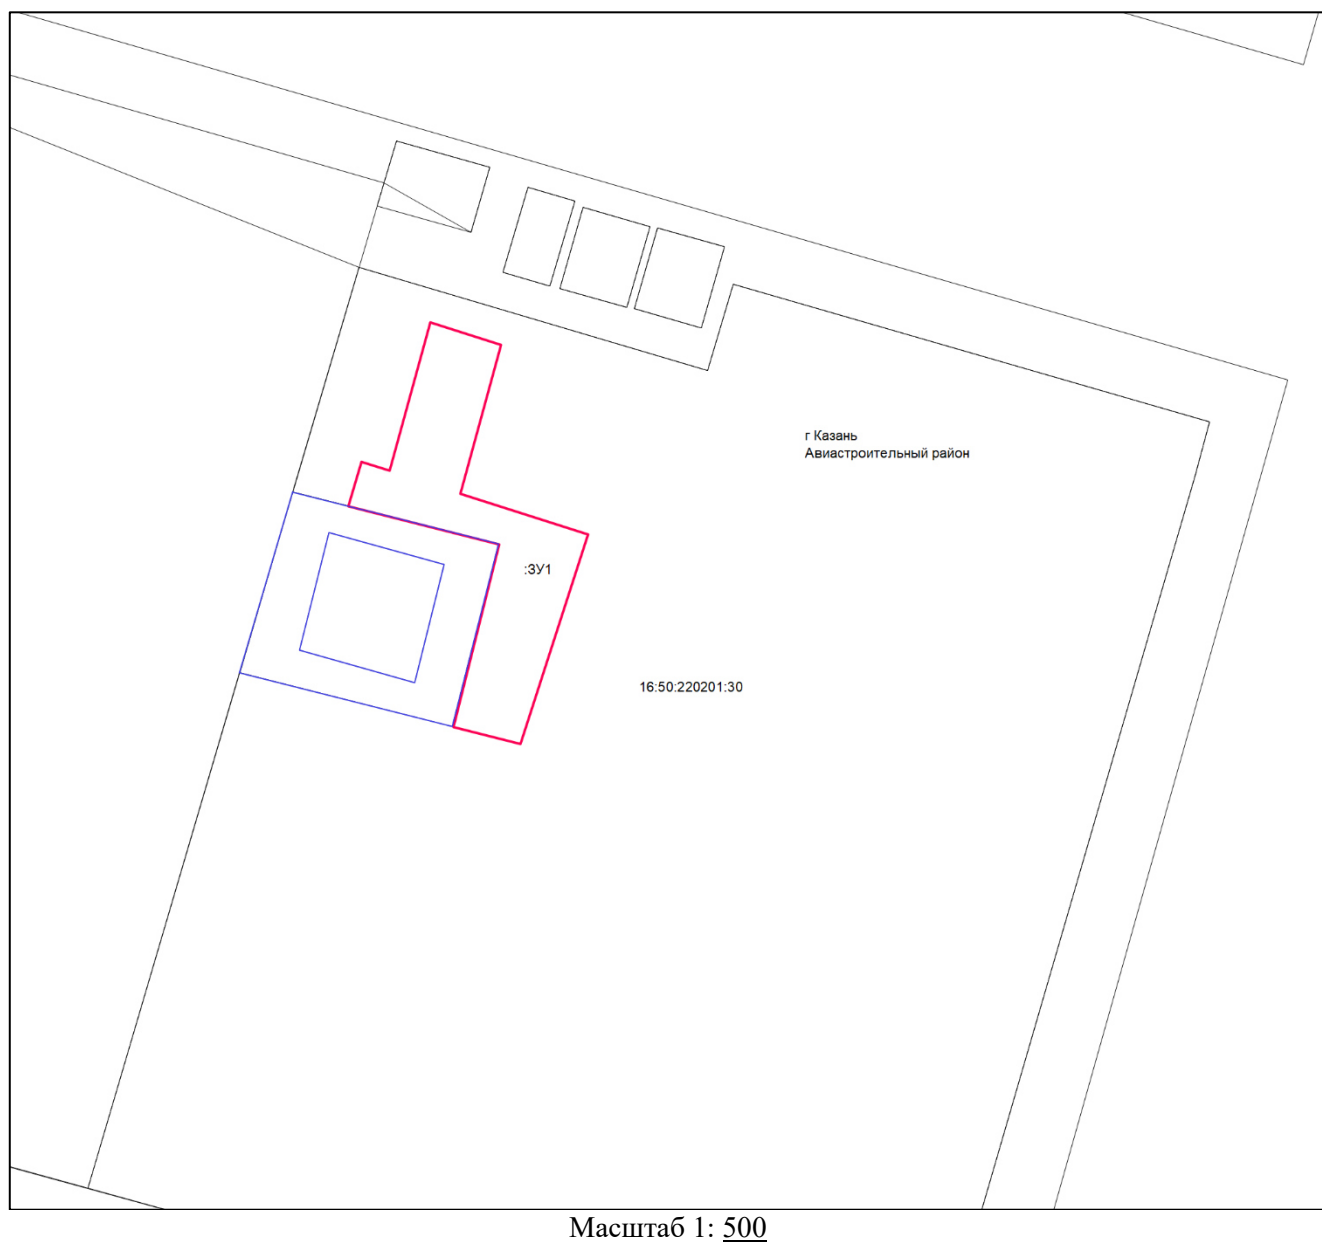 г Казань
Авиастроительный район
:ЗУ1
16:50:220201:30
Масштаб 1: 500